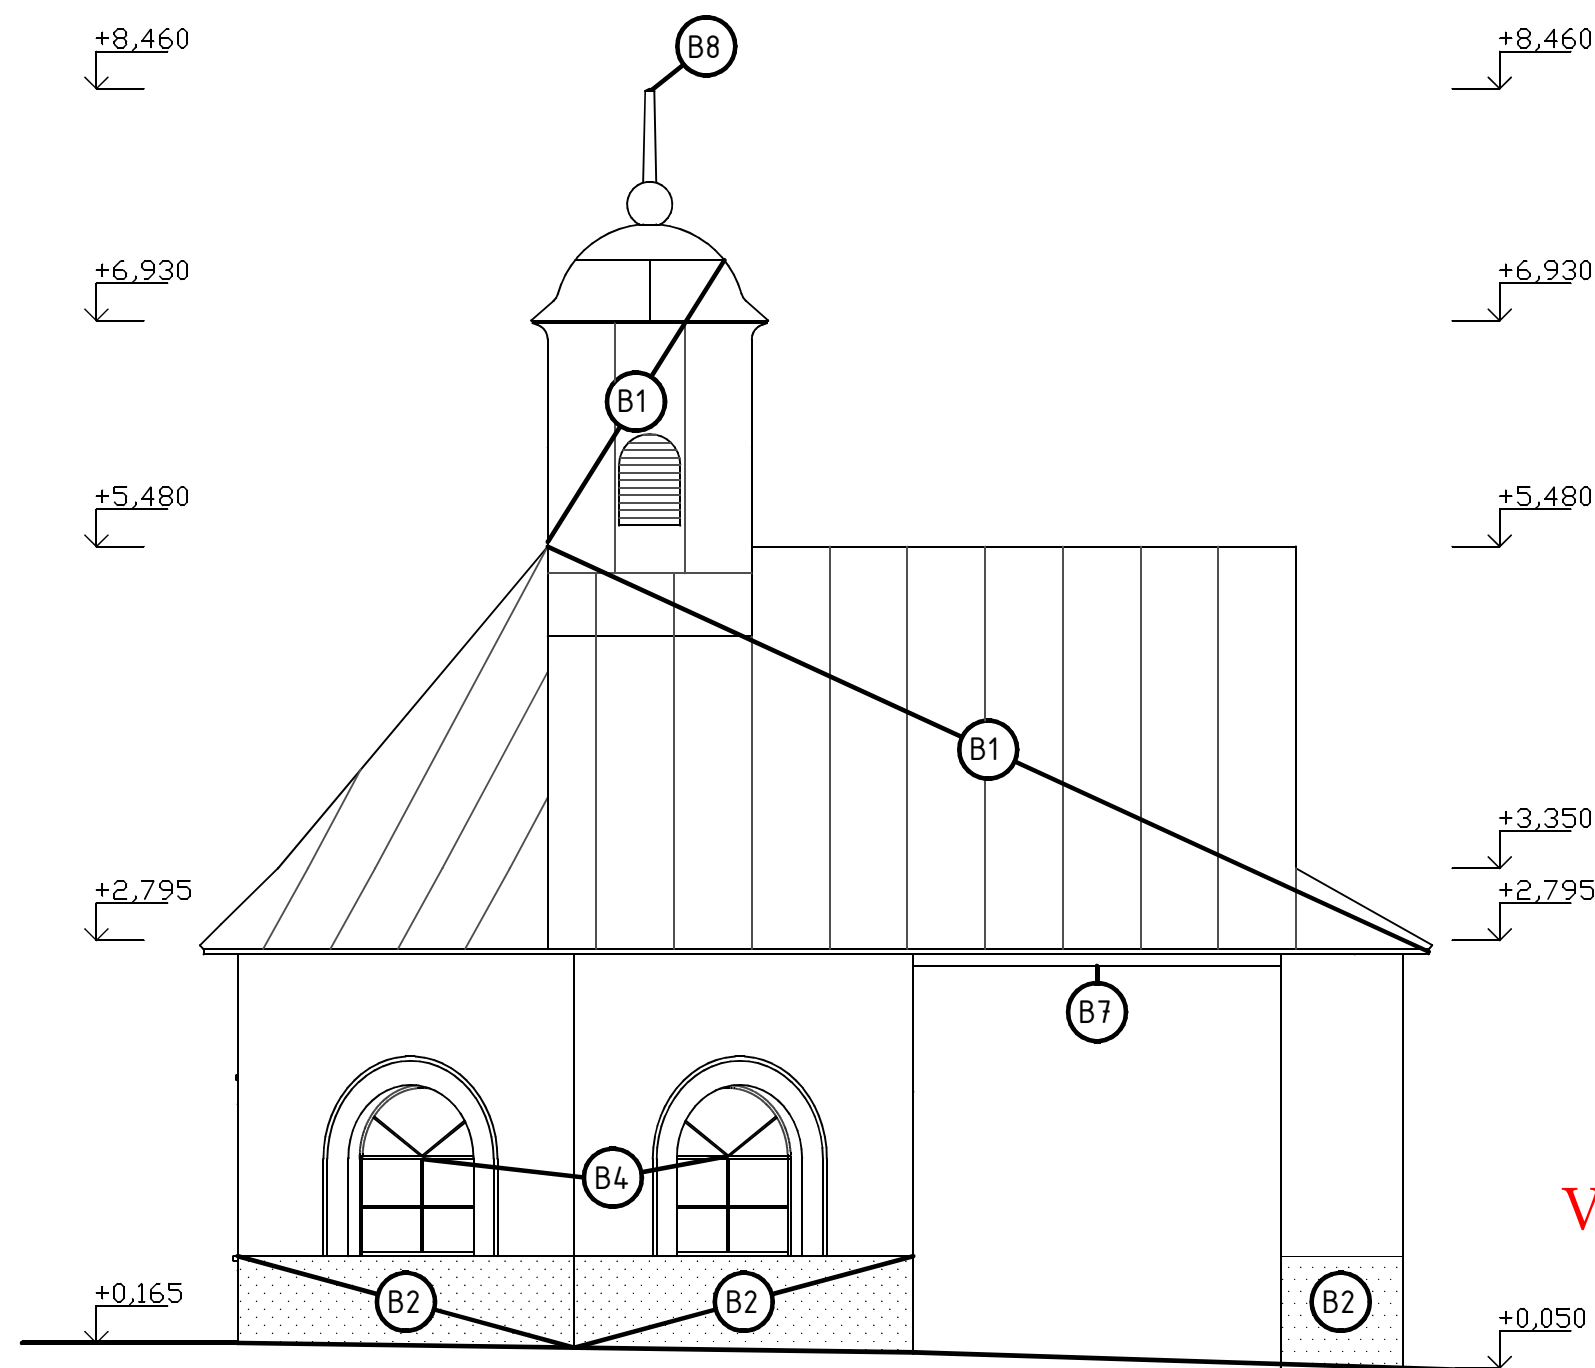 B8
+8,460
+8,460
+6,930
+6,930
B1
+5,480
+5,480
B1
+3,350
+2,795
+2,795
B7
B4
V
+0,165
B2
B2
B2
+0,050